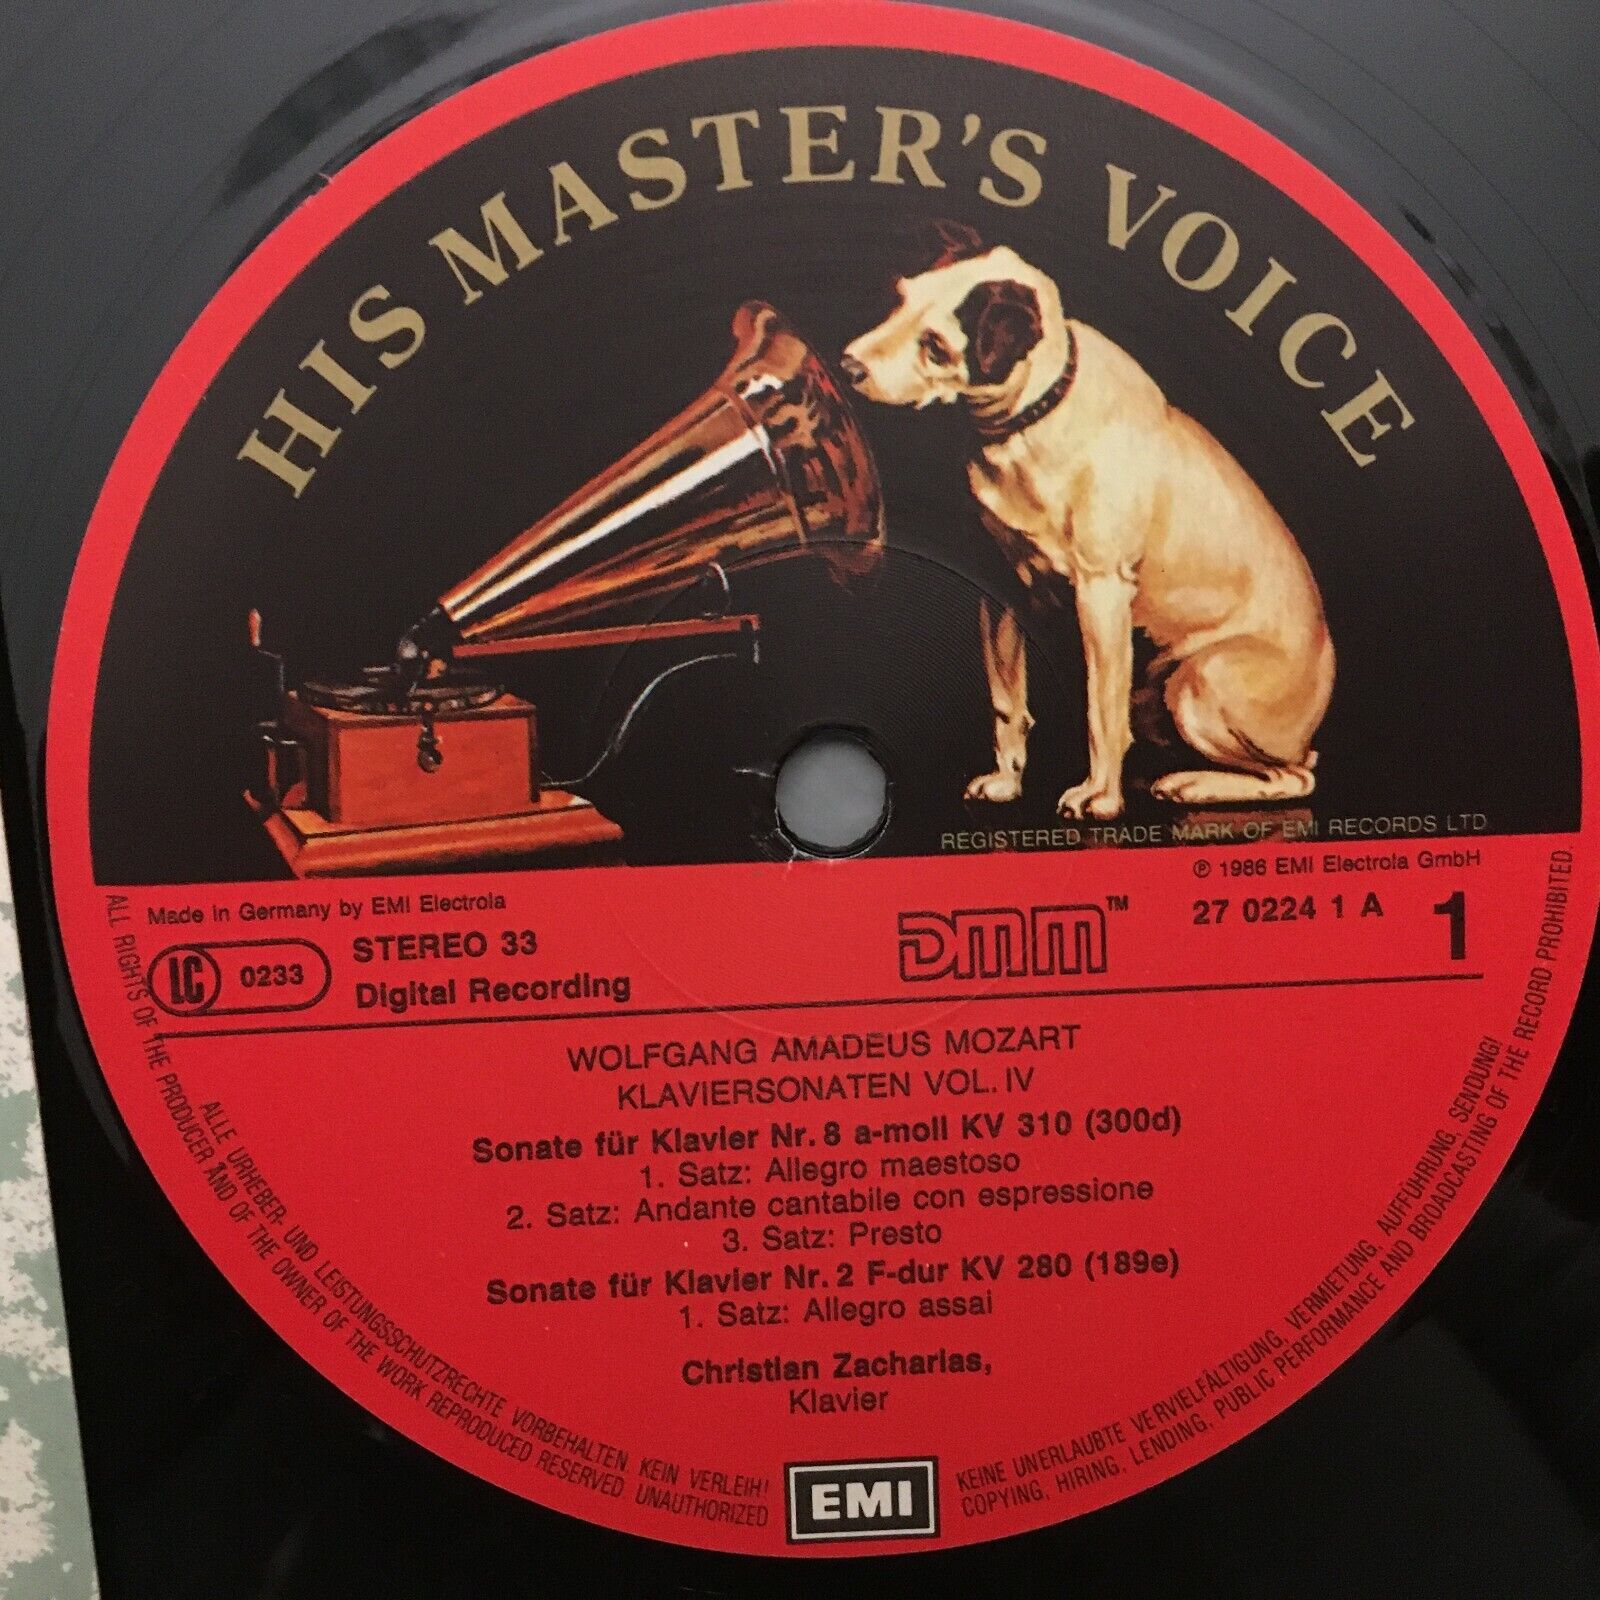 HIS MASTER'S VOICE
REGISTERED TRADE MARK OF EMI RECORDS LTD
℗ 1986 EMI Electrola GmbH
Made in Germany by EMI Electrola
LC 0233
STEREO 33
Digital Recording
DMM™
27 0224 1 A
1
WOLFGANG AMADEUS MOZART
KLAVIERSONATEN VOL. IV
Sonate für Klavier Nr. 8 a-moll KV 310 (300d)
1. Satz: Allegro maestoso
2. Satz: Andante cantabile con espressione
3. Satz: Presto
Sonate für Klavier Nr. 2 F-dur KV 280 (189e)
1. Satz: Allegro assai
Christian Zacharias,
Klavier
EMI
ALLE URHEBER- UND LEISTUNGSSCHUTZRECHTE VORBEHALTEN KEIN VERLEIH! KEINE UNERLAUBTE VERVIELFÄLTIGUNG, VERMIETUNG, AUFFÜHRUNG, SENDUNG!
ALL RIGHTS OF THE PRODUCER AND OF THE OWNER OF THE WORK REPRODUCED RESERVED UNAUTHORIZED COPYING, HIRING, LENDING, PUBLIC PERFORMANCE AND BROADCASTING OF THE RECORD PROHIBITED.